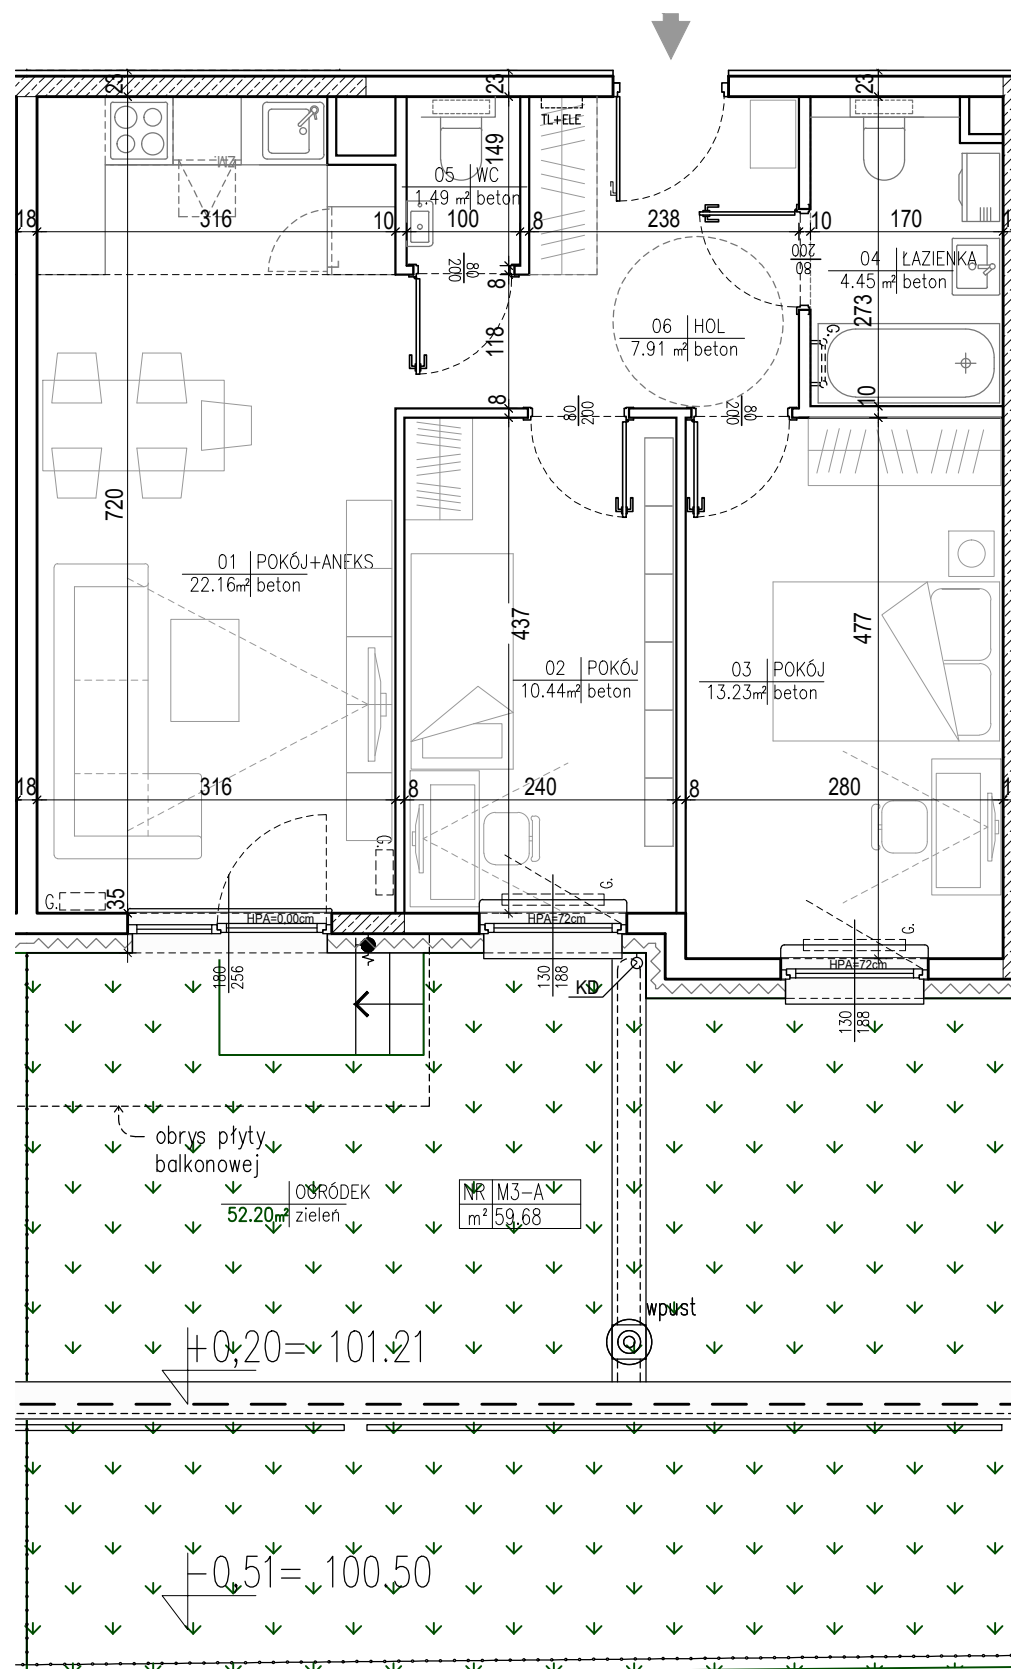 23
23
23
TL+ELE
149
WZ
05 WC
1.49 m² beton
18
316
10
100
8
238
10
170
1
80
200
80
200
04 ŁAZIENKA
4.45 m² beton
8
273
118
06 HOL
7.91 m² beton
G.
10
8
80
200
80
200
720
01 POKÓJ+ANEKS
22.16m² beton
437
477
02 POKÓJ
10.44m² beton
03 POKÓJ
13.23m² beton
18
316
8
240
8
280
1
G.
G.
35
G.
HPA=0.00cm
HPA=72cm
G.
HPA=72cm
180
256
130
188
KD
130
188
obrys płyty
balkonowej
OGRÓDEK
52.20m² zieleń
NR M3-A
m² 59.68
wpust
+0,20= 101.21
-0,51= 100.50